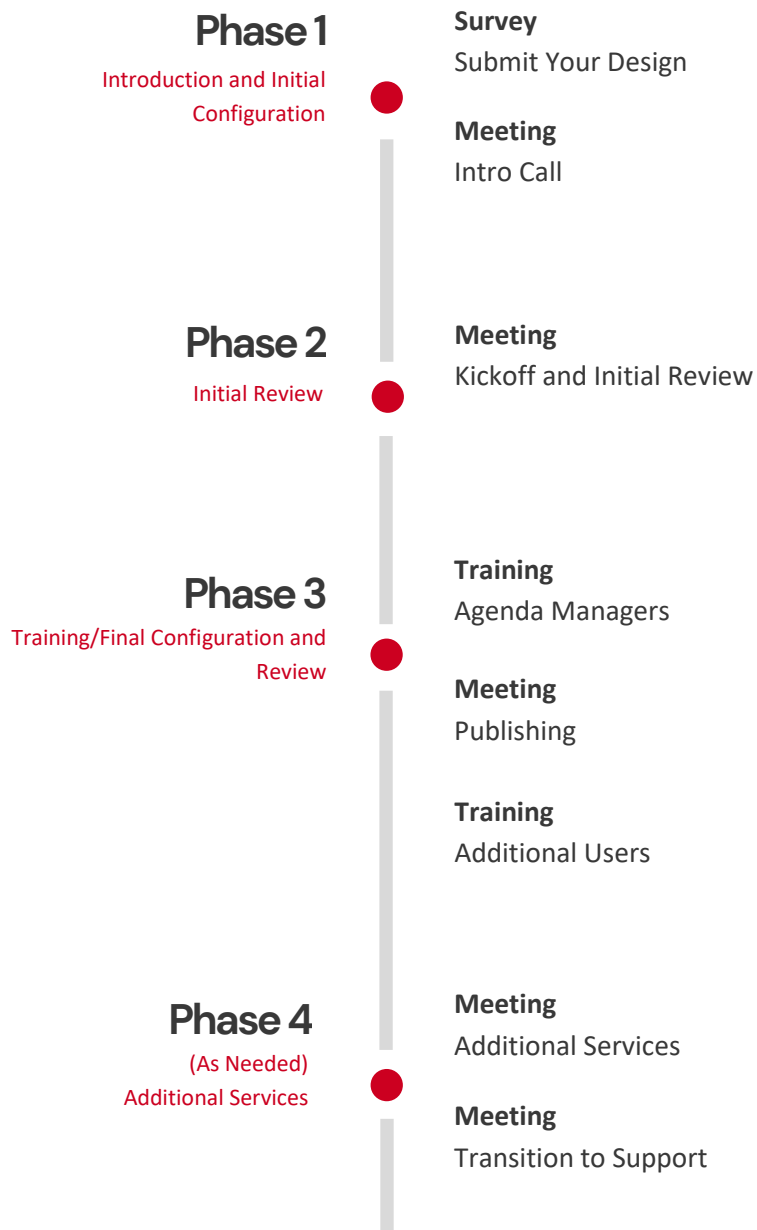 Phase 1
Introduction and Initial
Configuration
Survey
Submit Your Design
Meeting
Intro Call
Phase 2
Initial Review
Meeting
Kickoff and Initial Review
Phase 3
Training/Final Configuration and
Review
Training
Agenda Managers
Meeting
Publishing
Training
Additional Users
Phase 4
(As Needed)
Additional Services
Meeting
Additional Services
Meeting
Transition to Support